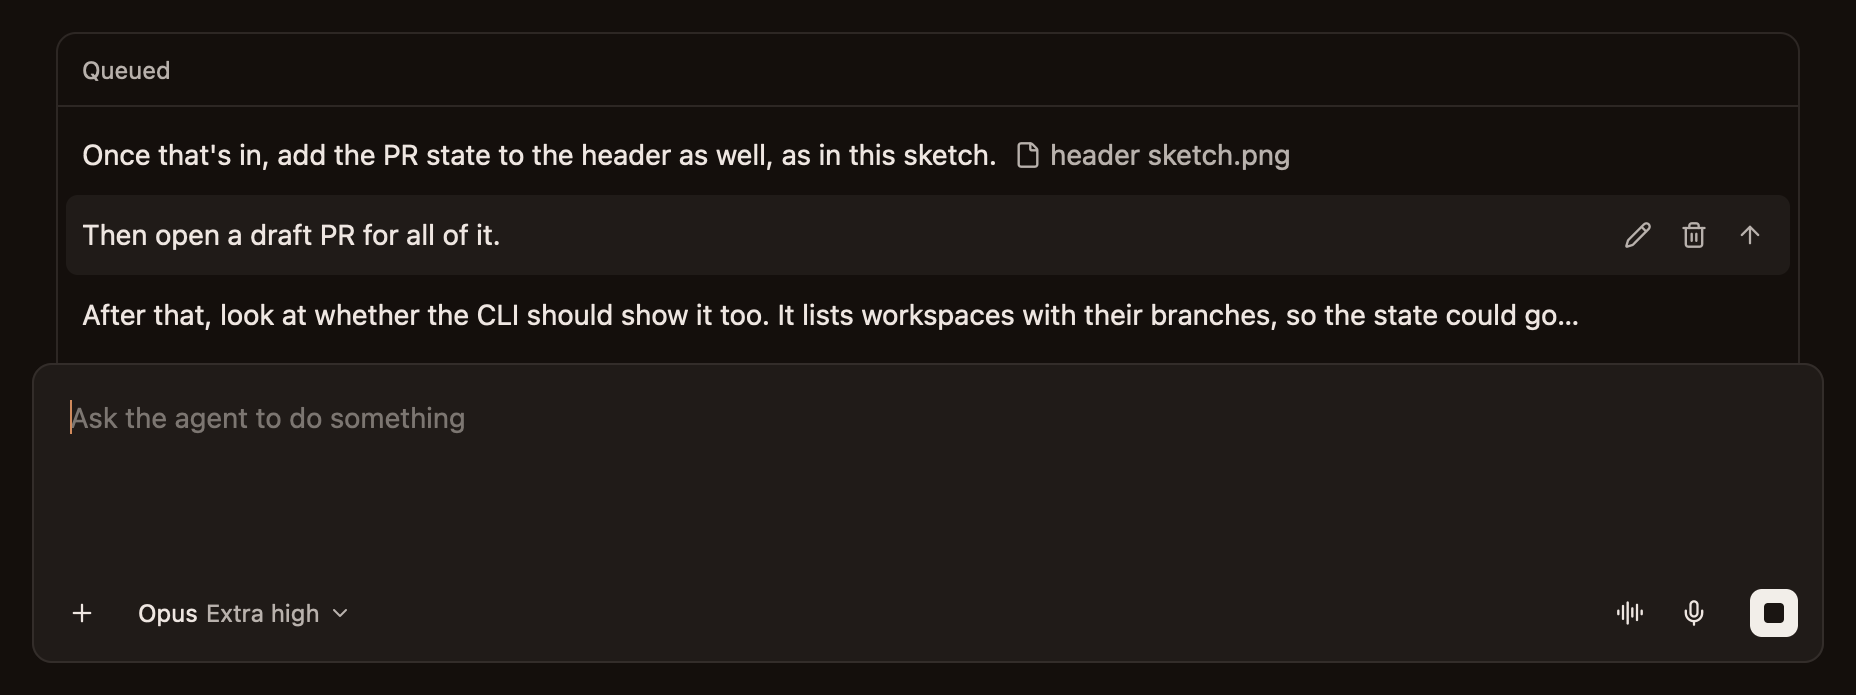 Queued
Once that's in, add the PR state to the header as well, as in this sketch. header sketch.png
Then open a draft PR for all of it.
After that, look at whether the CLI should show it too. It lists workspaces with their branches, so the state could go...
Ask the agent to do something
Opus Extra high